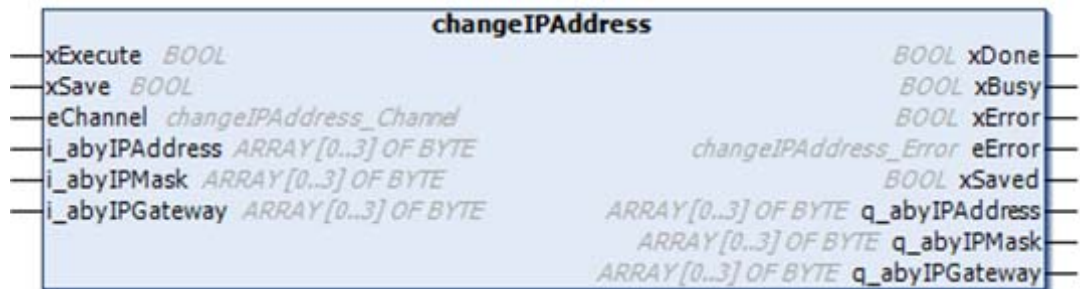 changeIPAddress
xExecute BOOL BOOL xDone
xSave BOOL BOOL xBusy
eChannel changeIPAddress_Channel BOOL xError
i_abyIPAddress ARRAY [0..3] OF BYTE changeIPAddress_Error eError
i_abyIPMask ARRAY [0..3] OF BYTE BOOL xSaved
i_abyIPGateway ARRAY [0..3] OF BYTE ARRAY [0..3] OF BYTE q_abyIPAddress
ARRAY [0..3] OF BYTE q_abyIPMask
ARRAY [0..3] OF BYTE q_abyIPGateway